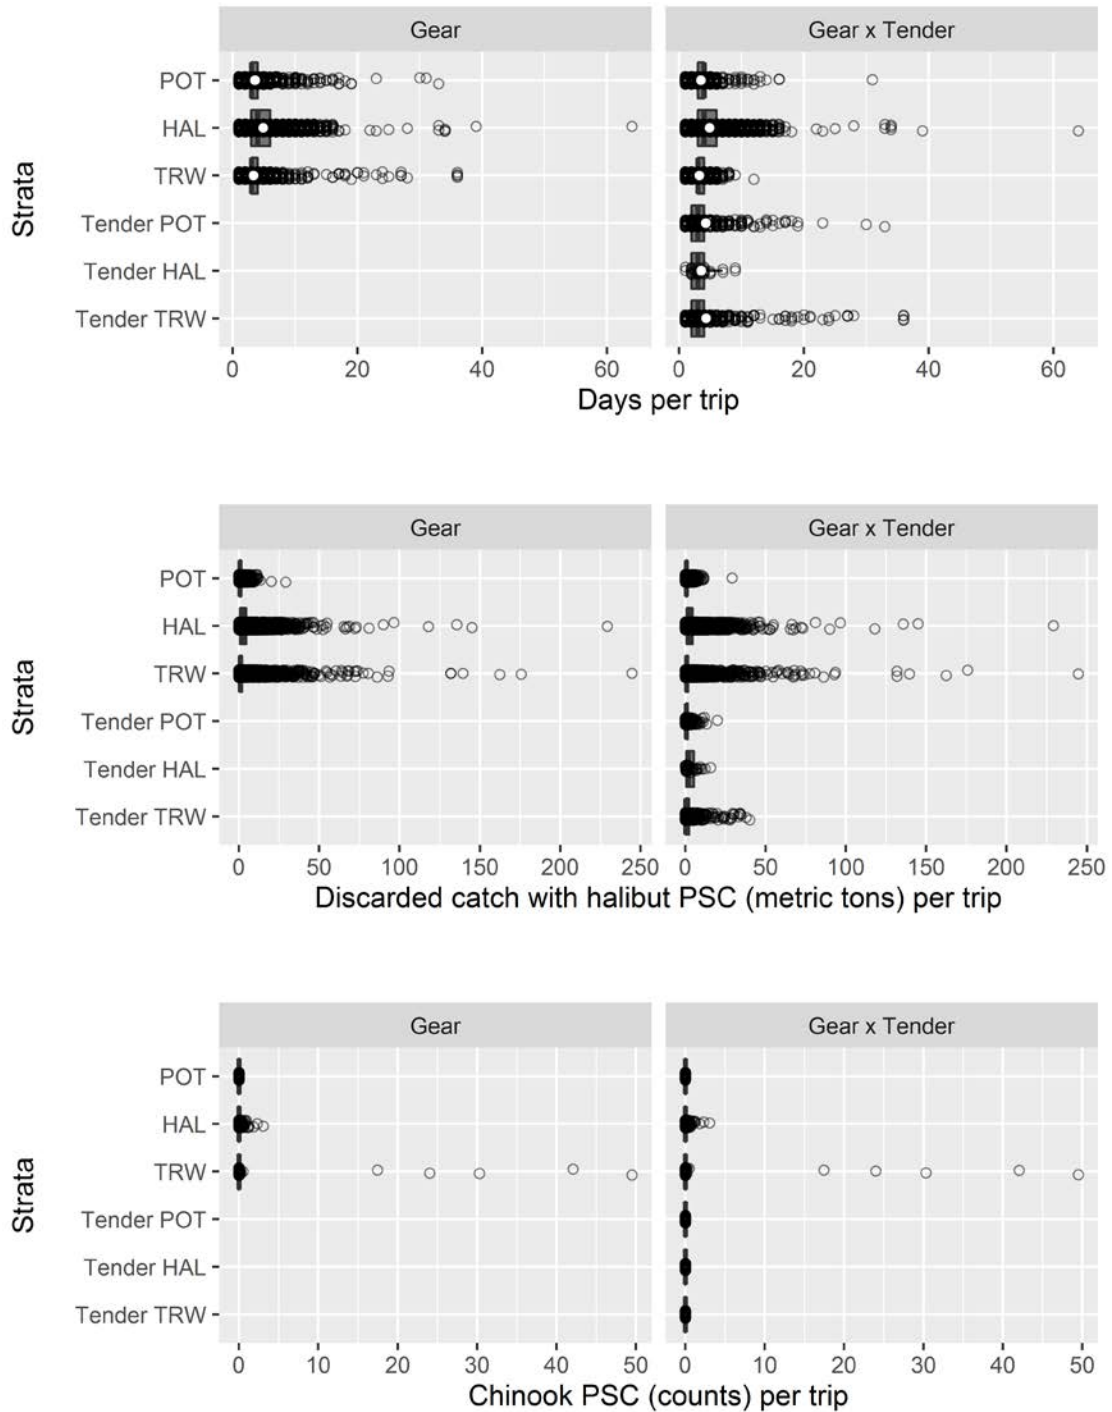 Gear Gear x Tender
Strata
POT
HAL
TRW
Tender POT
Tender HAL
Tender TRW
0 20 40 60 0 20 40 60
Days per trip
Gear Gear x Tender
Strata
POT
HAL
TRW
Tender POT
Tender HAL
Tender TRW
0 50 100 150 200 250 0 50 100 150 200 250
Discarded catch with halibut PSC (metric tons) per trip
Gear Gear x Tender
Strata
POT
HAL
TRW
Tender POT
Tender HAL
Tender TRW
0 10 20 30 40 50 0 10 20 30 40 50
Chinook PSC (counts) per trip